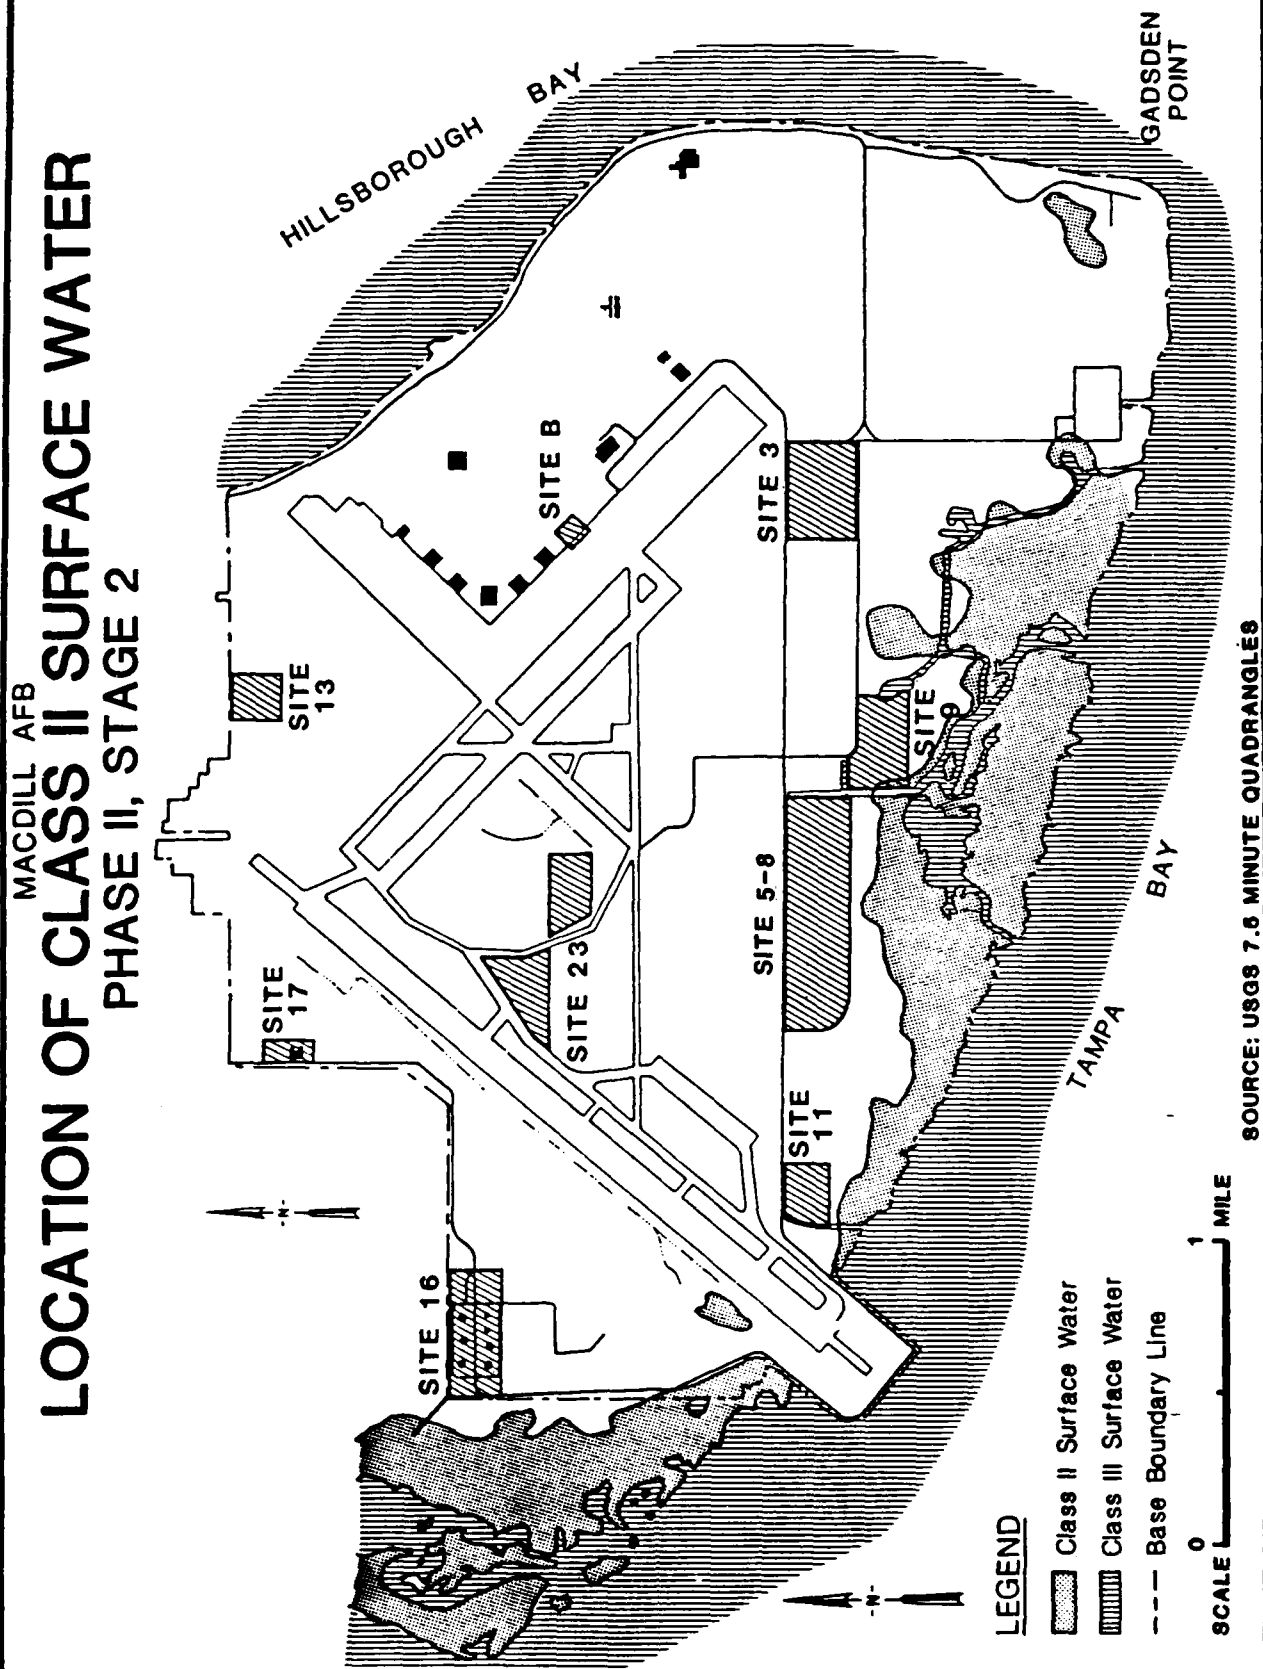 MACDILL AFB
LOCATION OF CLASS II SURFACE WATER
PHASE II, STAGE 2
HILLSBOROUGH BAY
GADSDEN
POINT
SITE
13
SITE B
SITE
17
SITE 23
SITE 3
SITE 16
SITE 5-8
SITE
9
SITE
11
TAMPA BAY
-N-
-N-
LEGEND
Class II Surface Water
Class III Surface Water
Base Boundary Line
0 1
SCALE MILE
SOURCE: USGS 7.5 MINUTE QUADRANGLES